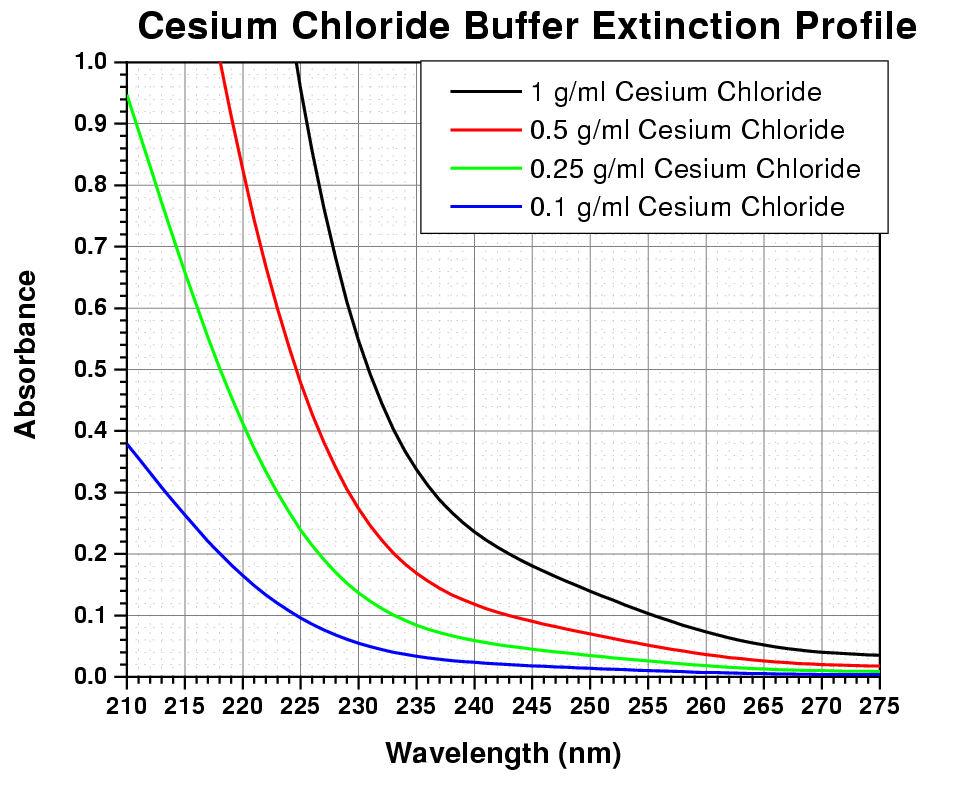 Cesium Chloride Buffer Extinction Profile
1 g/ml Cesium Chloride
0.5 g/ml Cesium Chloride
0.25 g/ml Cesium Chloride
0.1 g/ml Cesium Chloride
Absorbance
1.0
0.9
0.8
0.7
0.6
0.5
0.4
0.3
0.2
0.1
0.0
210 215 220 225 230 235 240 245 250 255 260 265 270 275
Wavelength (nm)